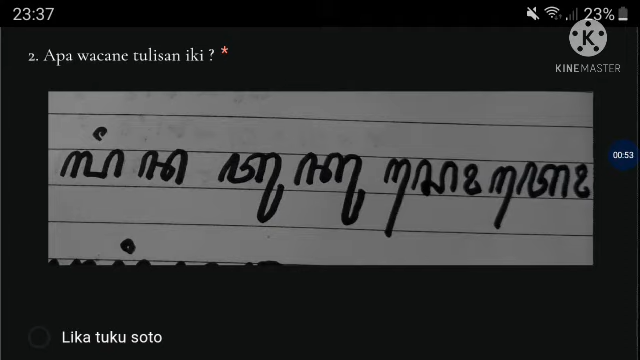 23:37
23%
KINEMASTER
2. Apa wacane tulisan iki ? *
00:53
ꦭꦶꦏ ꦠꦸꦏꦸ ꦱꦺꦴꦠꦺꦴ
Lika tuku soto